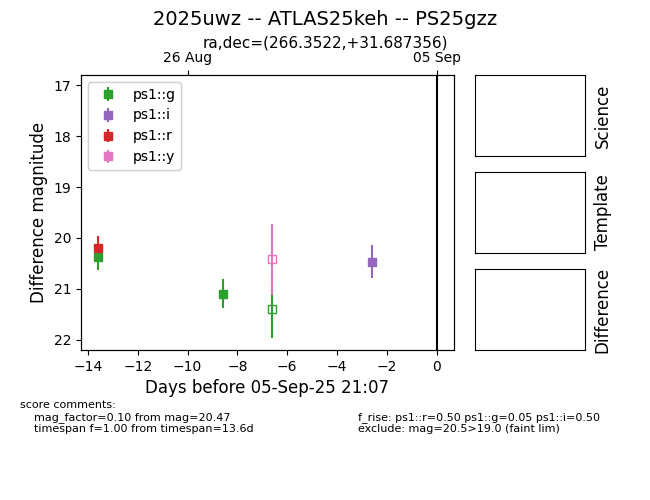 2025uwz -- ATLAS25keh -- PS25gzz
ra,dec=(266.3522,+31.687356)
26 Aug 05 Sep
ps1::g
ps1::i
ps1::r
ps1::y
17
18
19
20
21
22
Difference magnitude
−14 −12 −10 −8 −6 −4 −2 0
Days before 05-Sep-25 21:07
Science
Template
Difference
score comments:
mag_factor=0.10 from mag=20.47
timespan f=1.00 from timespan=13.6d
f_rise: ps1::r=0.50 ps1::g=0.05 ps1::i=0.50
exclude: mag=20.5>19.0 (faint lim)